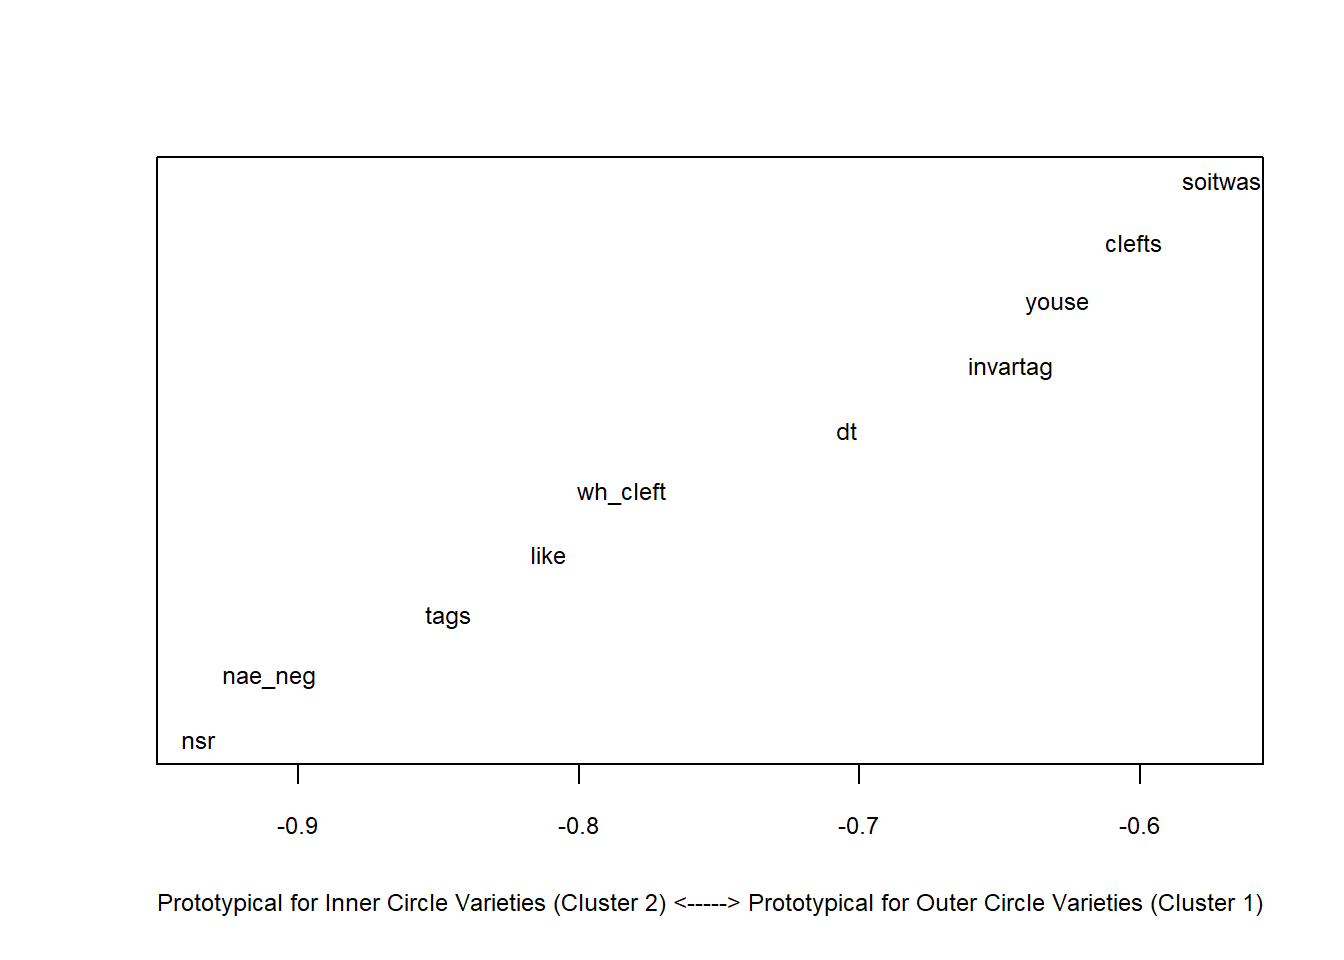 soitwas
clefts
youse
invartag
dt
wh_cleft
like
tags
nae_neg
nsr
-0.9 -0.8 -0.7 -0.6
Prototypical for Inner Circle Varieties (Cluster 2) <-----> Prototypical for Outer Circle Varieties (Cluster 1)